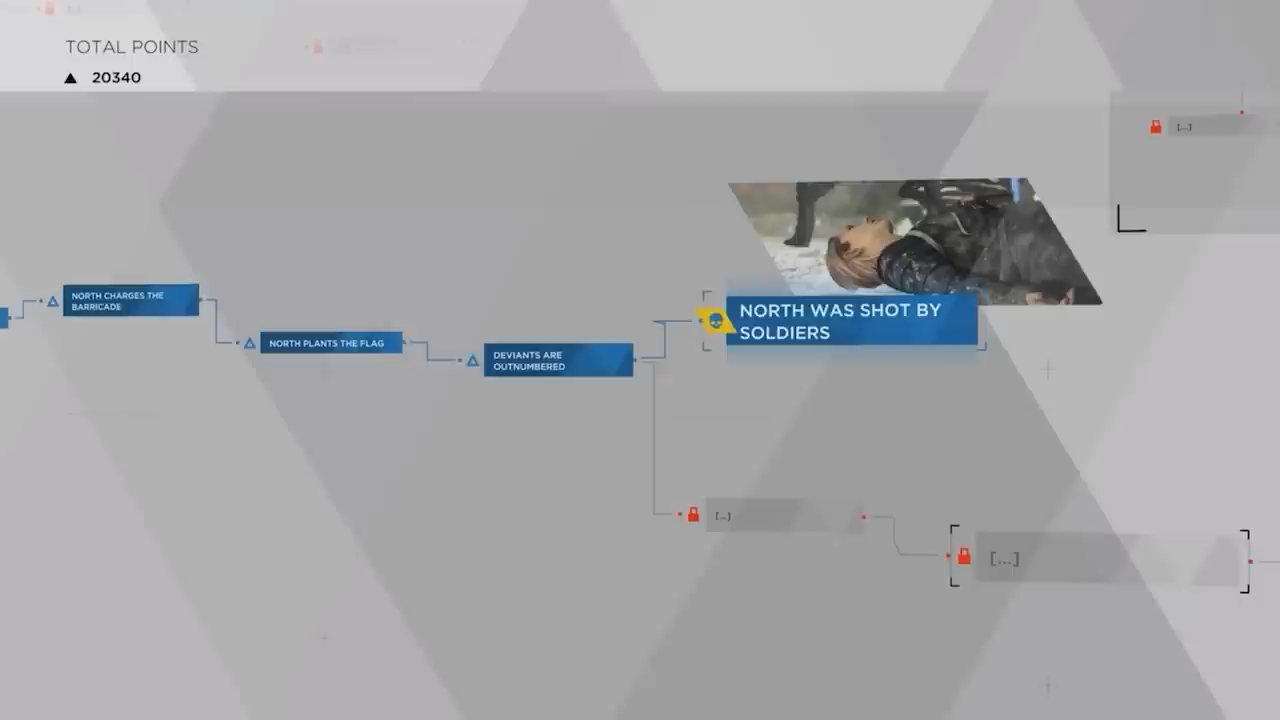 TOTAL POINTS
20340
[...]
NORTH CHARGES THE
BARRICADE
NORTH PLANTS THE FLAG
DEVIANTS ARE
OUTNUMBERED
NORTH WAS SHOT BY
SOLDIERS
[...]
[...]